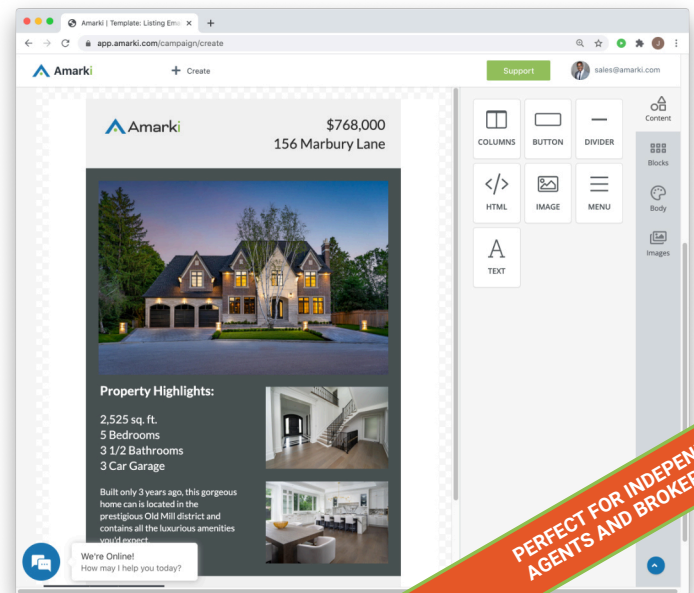 Amarki | Template: Listing Ema
app.amarki.com/campaign/create
J
Amarki
Create
Support
sales@amarki.com
Amarki
$768,000
156 Marbury Lane
Property Highlights:
2,525 sq. ft.
5 Bedrooms
3 1/2 Bathrooms
3 Car Garage
Built only 3 years ago, this gorgeous
home can is located in the
prestigious Old Mill district and
contains all the luxurious amenities
you'd expect.
We're Online!
How may I help you today?
COLUMNS
BUTTON
DIVIDER
HTML
IMAGE
MENU
TEXT
Content
Blocks
Body
Images
PERFECT FOR INDEPEN
AGENTS AND BROKER